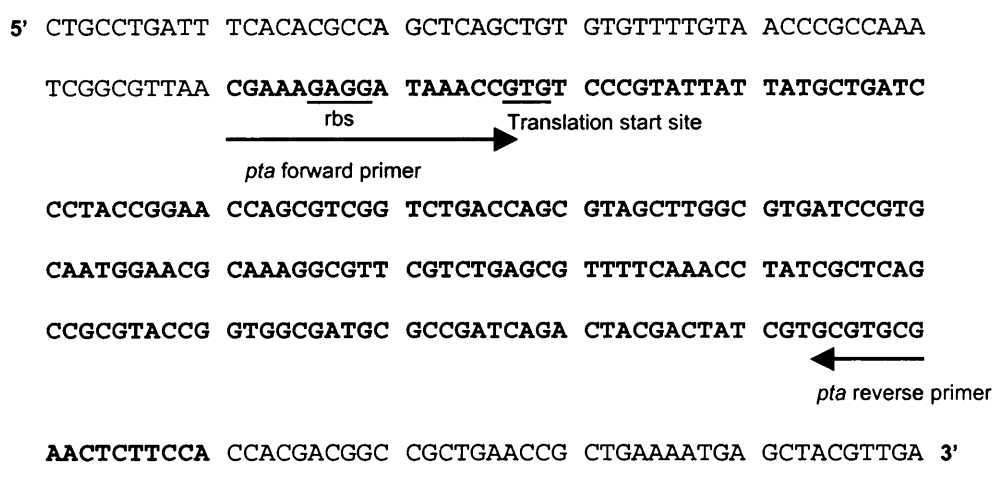 5' CTGCCTGATT TCACACGCCA GCTCAGCTGT GTGTTTTGTA ACCCGCCAAA
TCGGCGTTAA CGAAAGAGGA TAAACCGTGT CCCGTATTAT TATGCTGATC
rbs Translation start site
pta forward primer
CCTACCGGAA CCAGCGTCGG TCTGACCAGC GTAGCTTGGC GTGATCCGTG
CAATGGAACG CAAAGGCGTT CGTCTGAGCG TTTTCAAACC TATCGCTCAG
CCGCGTACCG GTGGCGATGC GCCGATCAGA CTACGACTAT CGTGCGTGCG
pta reverse primer
AACTCTTCCA CCACGACGGC CGCTGAACCG CTGAAAATGA GCTACGTTGA 3'